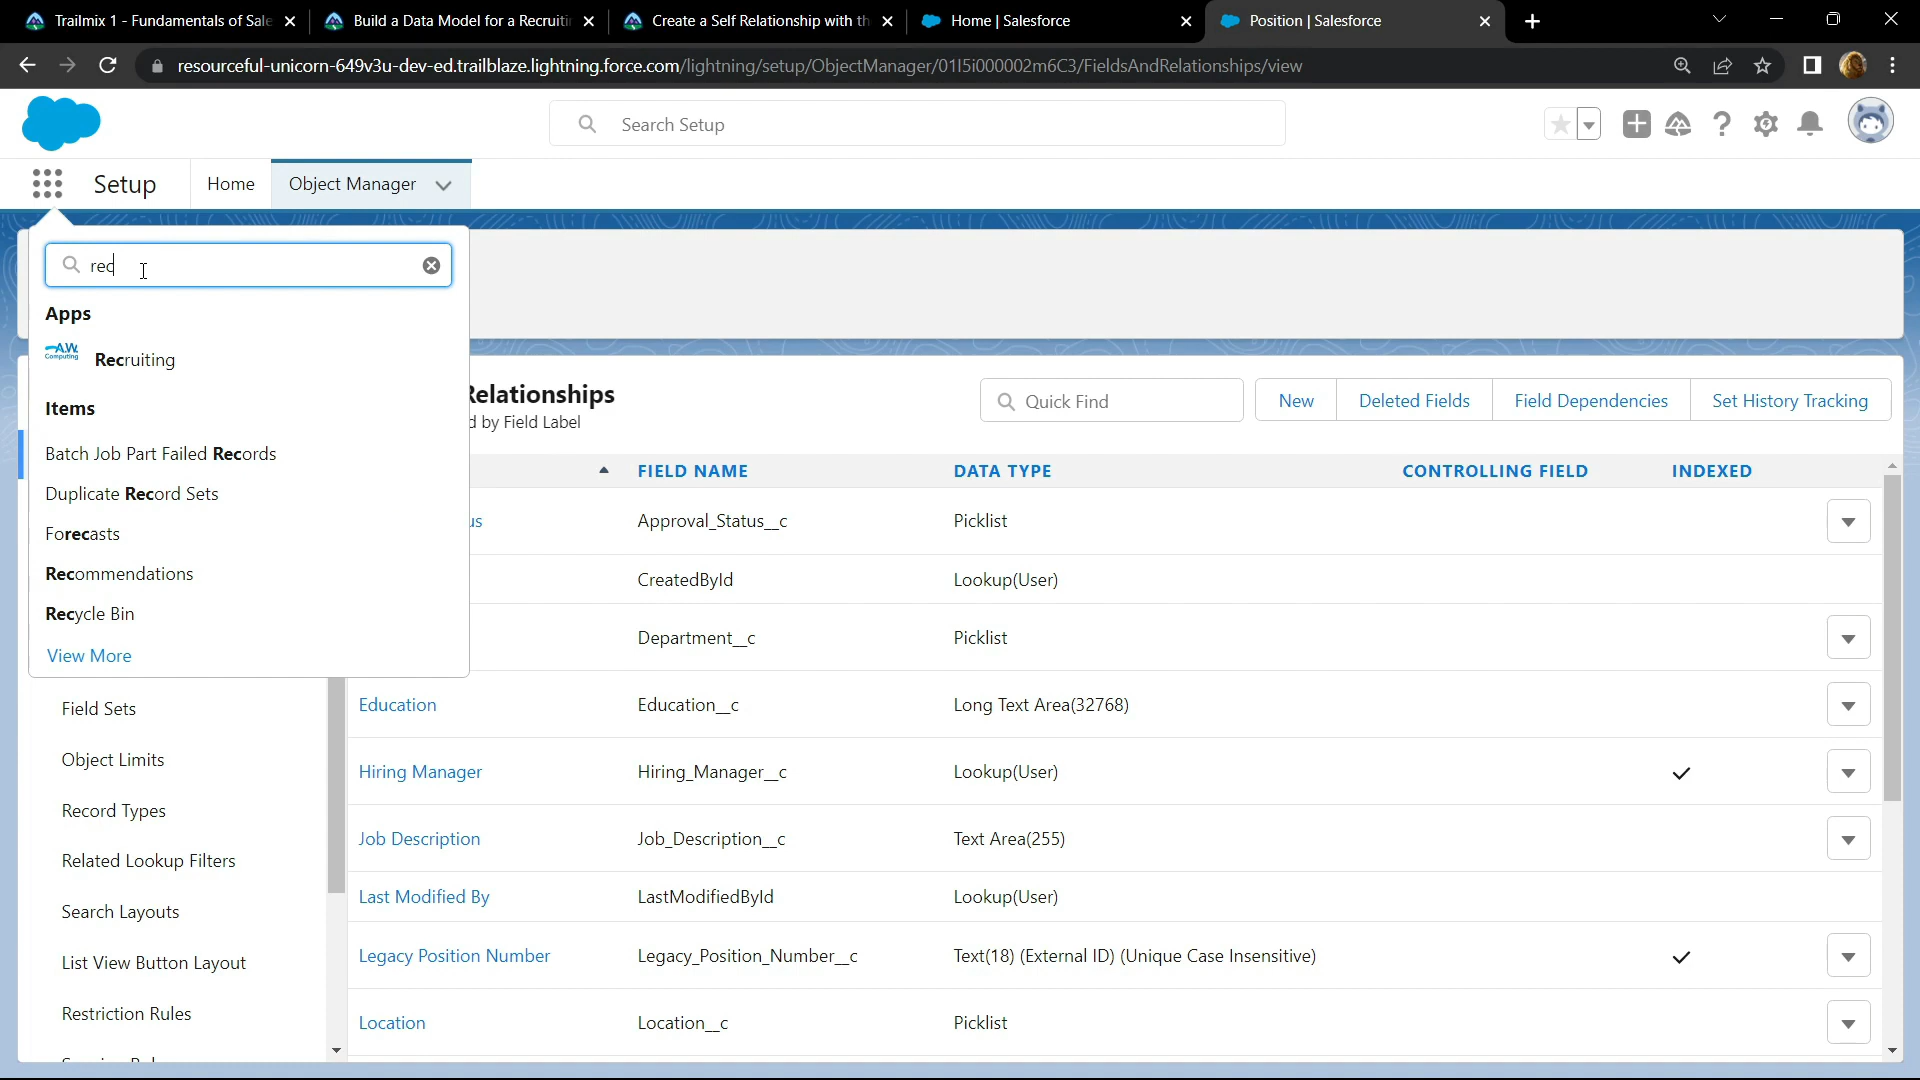 Trailmix 1 - Fundamentals of Sale
Build a Data Model for a Recruiti
Create a Self Relationship with th
Home | Salesforce
Position | Salesforce
resourceful-unicorn-649v3u-dev-ed.trailblaze.lightning.force.com/lightning/setup/ObjectManager/01I5i000002m6C3/FieldsAndRelationships/view
Search Setup
Setup
Home
Object Manager
rec
Apps
A.W. Computing
Recruiting
Items
Batch Job Part Failed Records
Duplicate Record Sets
Forecasts
Recommendations
Recycle Bin
View More
Field Sets
Object Limits
Record Types
Related Lookup Filters
Search Layouts
List View Button Layout
Restriction Rules
Relationships
d by Field Label
Quick Find
New
Deleted Fields
Field Dependencies
Set History Tracking
FIELD NAME
DATA TYPE
CONTROLLING FIELD
INDEXED
us
Approval_Status__c
Picklist
CreatedById
Lookup(User)
Department__c
Picklist
Education
Education__c
Long Text Area(32768)
Hiring Manager
Hiring_Manager__c
Lookup(User)
Job Description
Job_Description__c
Text Area(255)
Last Modified By
LastModifiedById
Lookup(User)
Legacy Position Number
Legacy_Position_Number__c
Text(18) (External ID) (Unique Case Insensitive)
Location
Location__c
Picklist